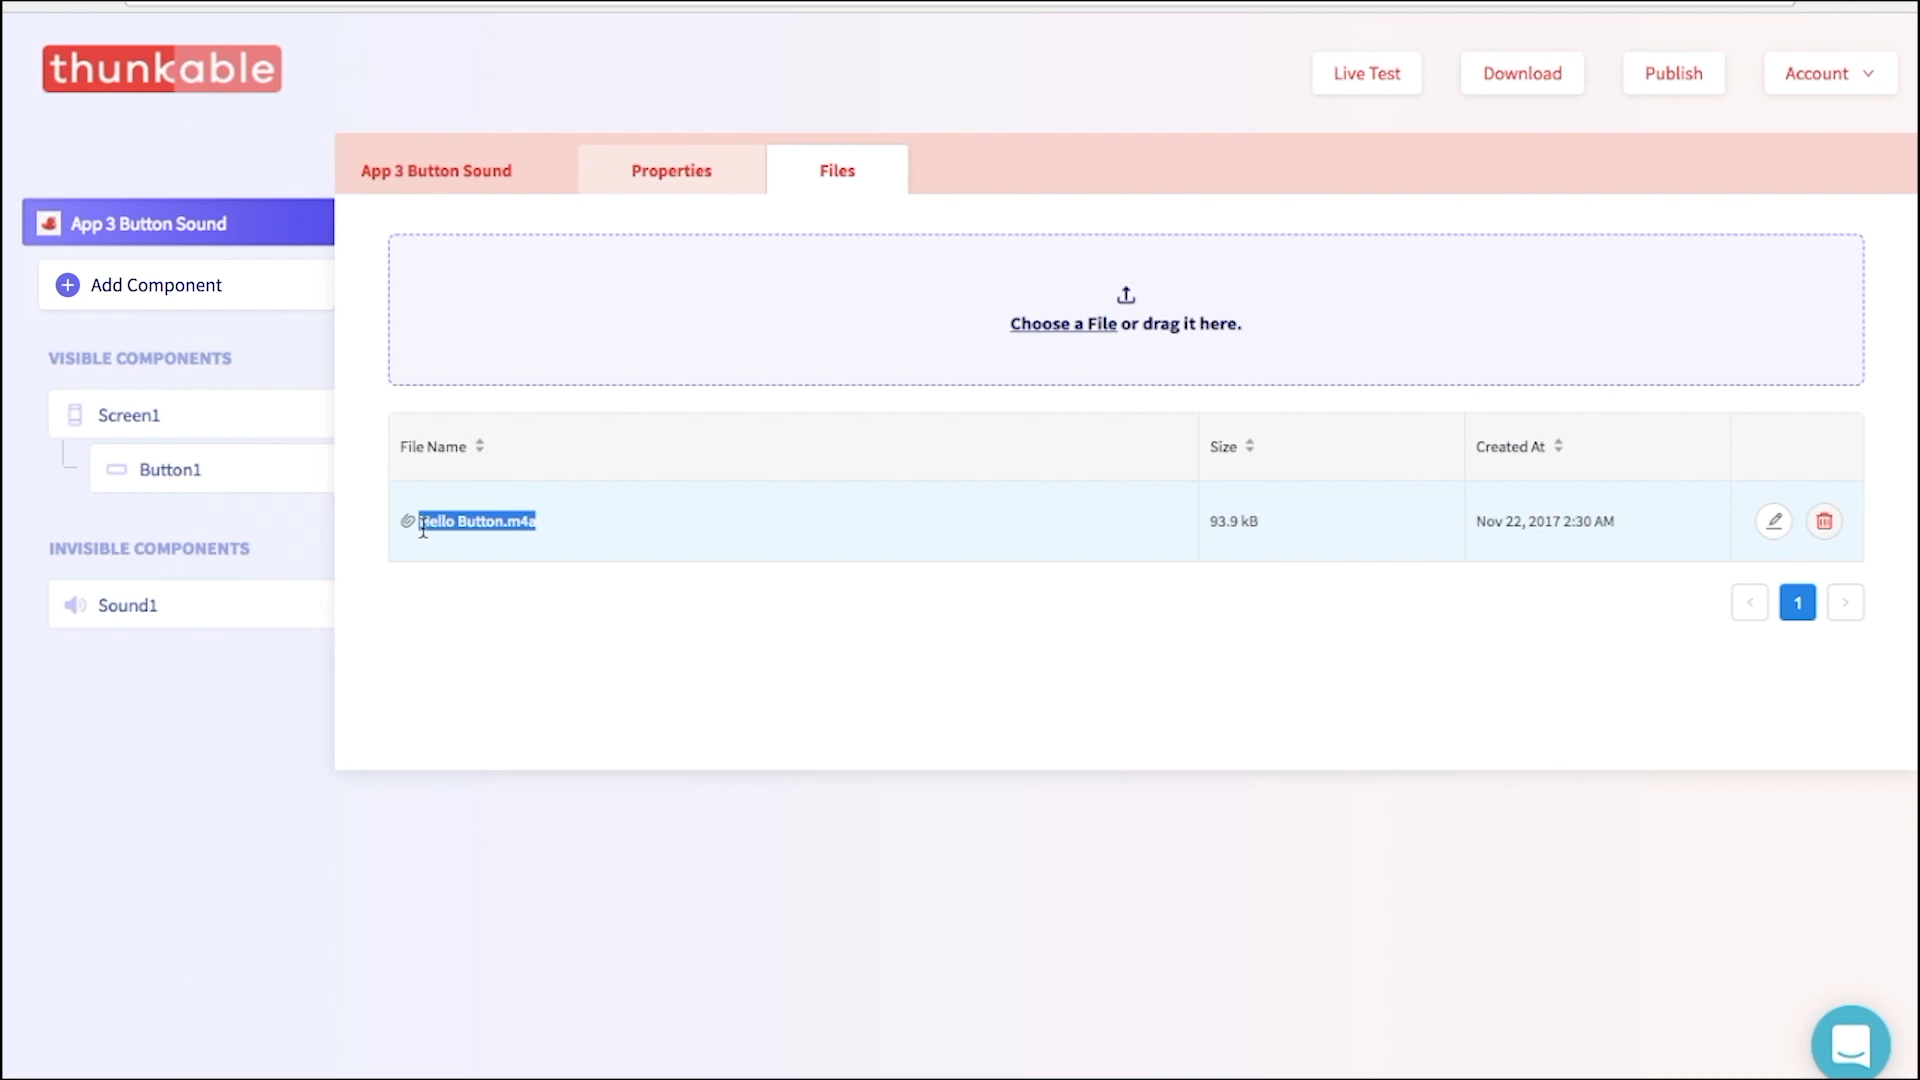 thunkable
Live Test
Download
Publish
Account
App 3 Button Sound
Properties
Files
App 3 Button Sound
Add Component
Choose a File or drag it here.
VISIBLE COMPONENTS
Screen1
File Name
Size
Created At
Button1
Hello Button.m4a
93.9 kB
Nov 22, 2017 2:30 AM
INVISIBLE COMPONENTS
Sound1
<
1
>